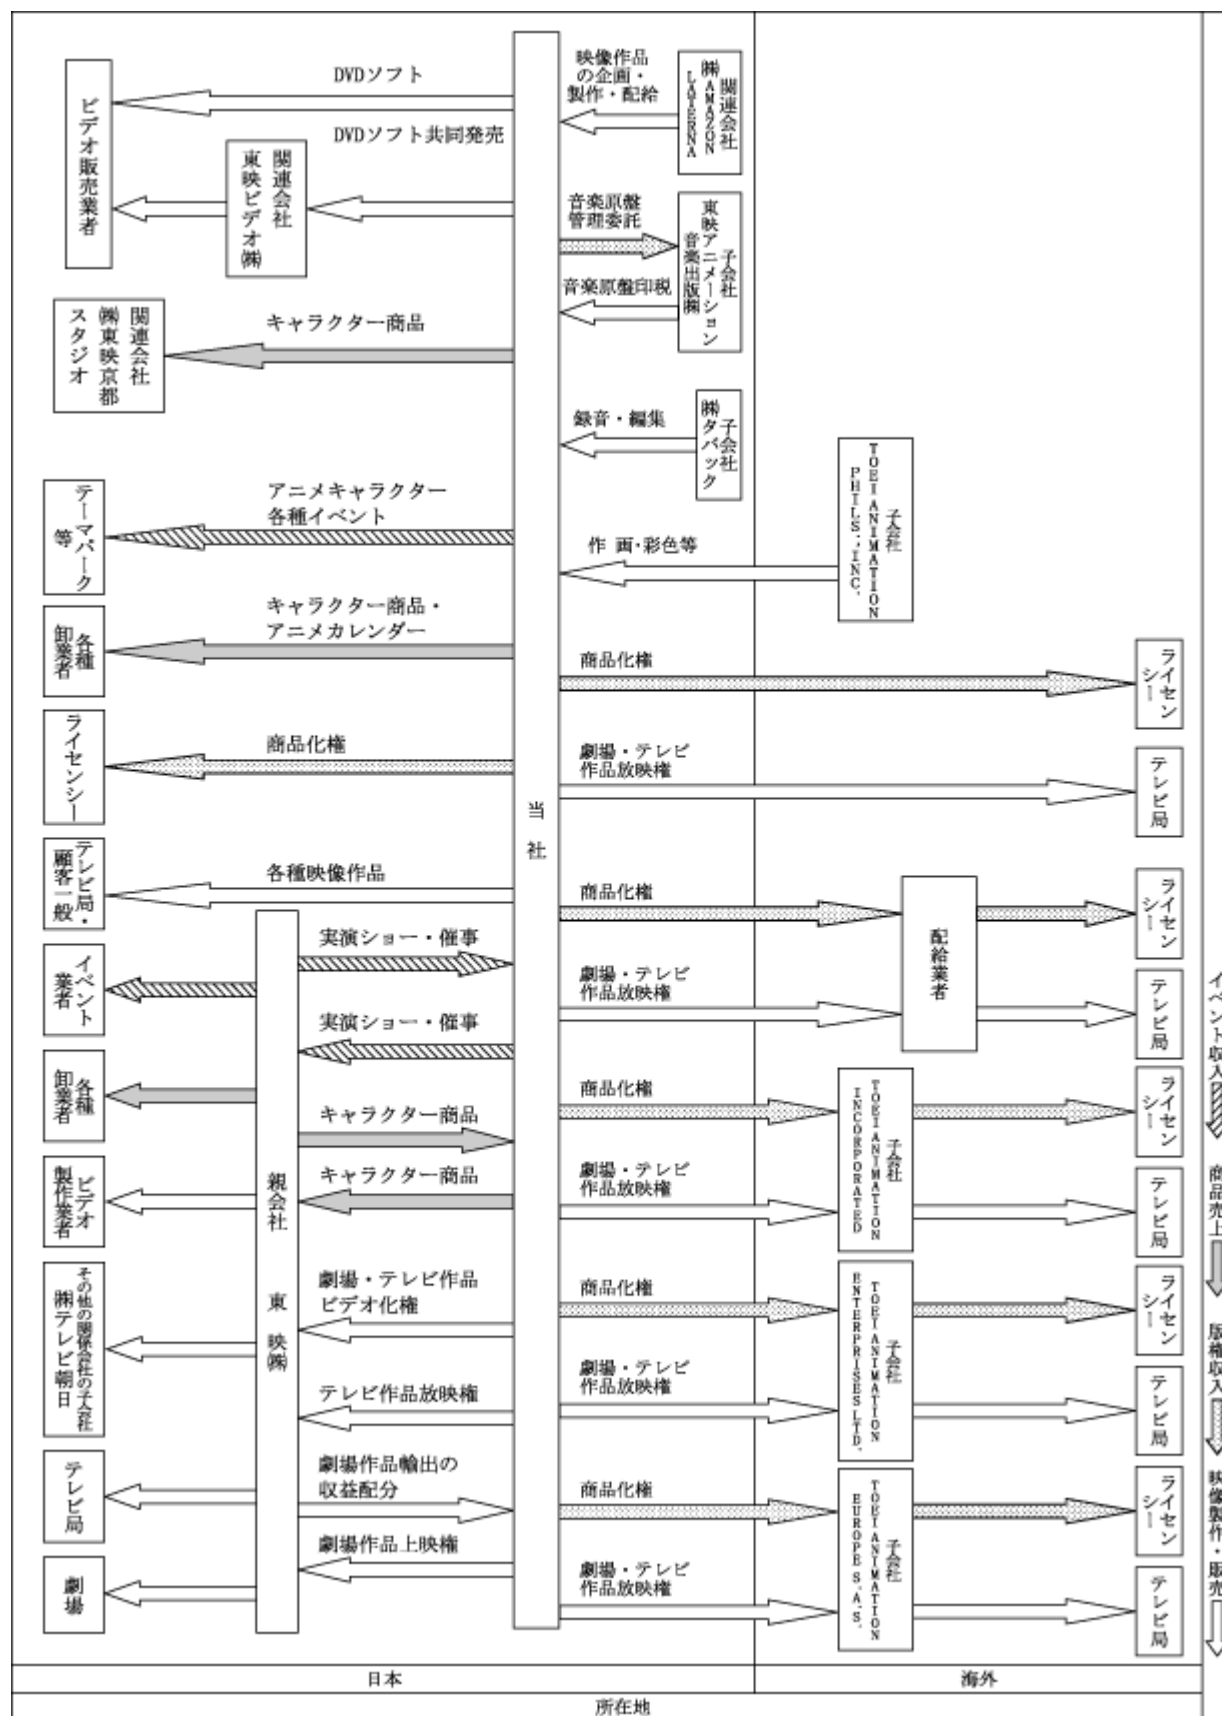 DVDソフト
DVDソフト共同発売
ビデオ販売業者
関連会社
東映ビデオ㈱
関連会社
㈱東映京都
スタジオ
キャラクター商品
テーマパーク
等
アニメキャラクター
各種イベント
各種
卸業者
キャラクター商品・
アニメカレンダー
ライセンシー
商品化権
テレビ局・
顧客一般
各種映像作品
イベント
業者
各種
卸業者
ビデオ
製作業者
その他の関係会社の子会社
㈱テレビ朝日
テレビ局
劇場
親会社 東映㈱
実演ショー・催事
実演ショー・催事
キャラクター商品
キャラクター商品
劇場・テレビ作品
ビデオ化権
テレビ作品放映権
劇場作品輸出の
収益配分
劇場作品上映権
当社
映像作品
の企画・
製作・配給
関連会社
㈱AMAZON
LATERNA
音楽原盤
管理委託
音楽原盤印税
子会社
東映アニメーション
音楽出版㈱
録音・編集
子会社
㈱タバック
作 画・彩色等
子会社
TOEI ANIMATION
PHILS.,INC.
商品化権
ライセン
シー
劇場・テレビ
作品放映権
テレビ局
商品化権
配給業者
ライセン
シー
劇場・テレビ
作品放映権
テレビ局
商品化権
子会社
TOEI ANIMATION
INCORPORATED
ライセン
シー
劇場・テレビ
作品放映権
テレビ局
商品化権
子会社
TOEI ANIMATION
ENTERPRISES LTD.
ライセン
シー
劇場・テレビ
作品放映権
テレビ局
商品化権
子会社
TOEI ANIMATION
EUROPE S.A.S.
ライセン
シー
劇場・テレビ
作品放映権
テレビ局
イベント収入
商品売上
版権収入
映像製作・販売
日本
海外
所在地